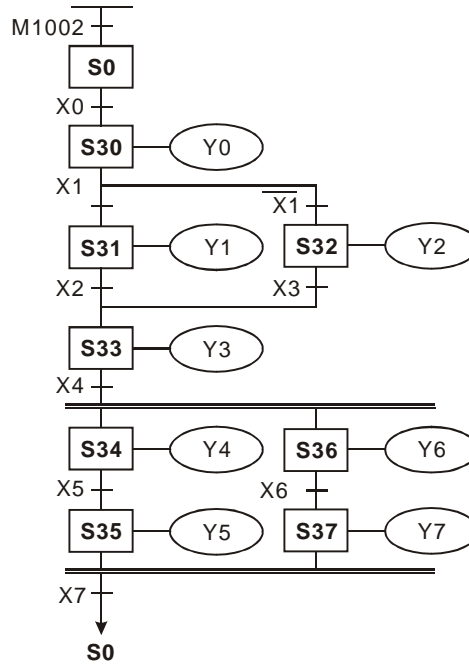 M1002
S0
X0
S30 Y0
X1 X̅1̅
S31 Y1 S32 Y2
X2 X3
S33 Y3
X4
S34 Y4 S36 Y6
X5 X6
S35 Y5 S37 Y7
X7
S0